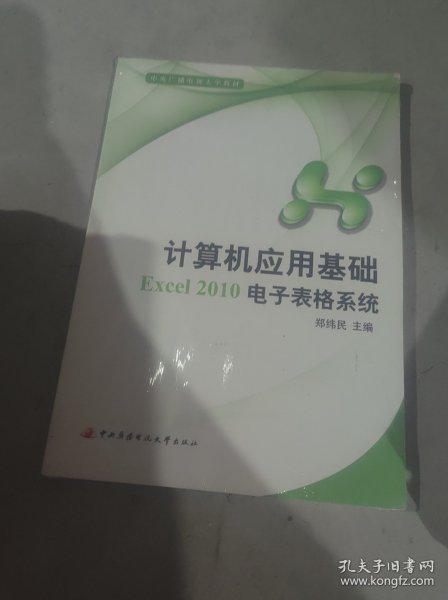 中央广播电视大学教材
计算机应用基础
Excel 2010 电子表格系统
郑纬民 主编
中央广播电视大学出版社
孔夫子旧书网
www.kongfz.com